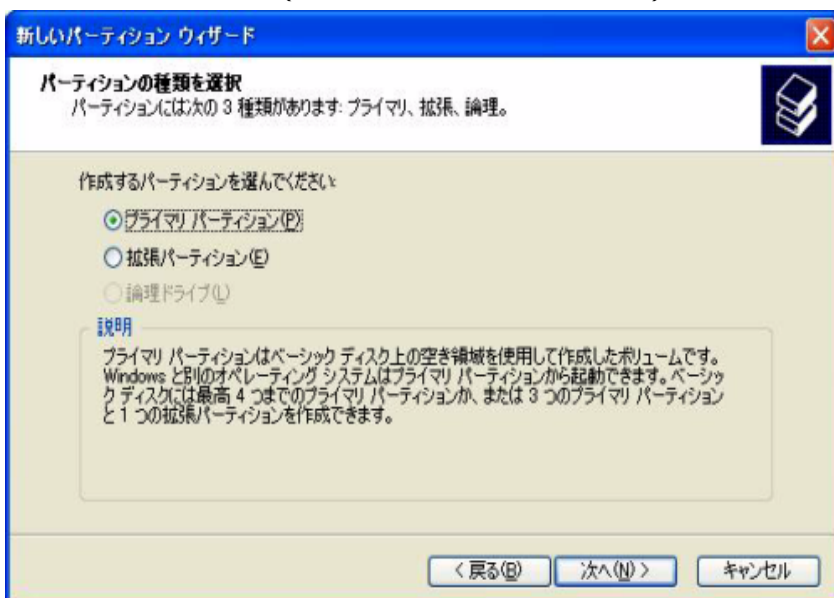 新しいパーティション ウィザード
パーティションの種類を選択
パーティションには次の 3 種類があります: プライマリ、拡張、論理。
作成するパーティションを選んでください:
プライマリ パーティション(P)
拡張パーティション(E)
論理ドライブ(L)
説明
プライマリ パーティションはベーシック ディスク上の空き領域を使用して作成したボリュームです。
Windows と別のオペレーティング システムはプライマリ パーティションから起動できます。ベーシッ
ク ディスクには最高 4 つまでのプライマリ パーティションか、または 3 つのプライマリ パーティション
と 1 つの拡張パーティションを作成できます。
< 戻る(B)
次へ(N) >
キャンセル